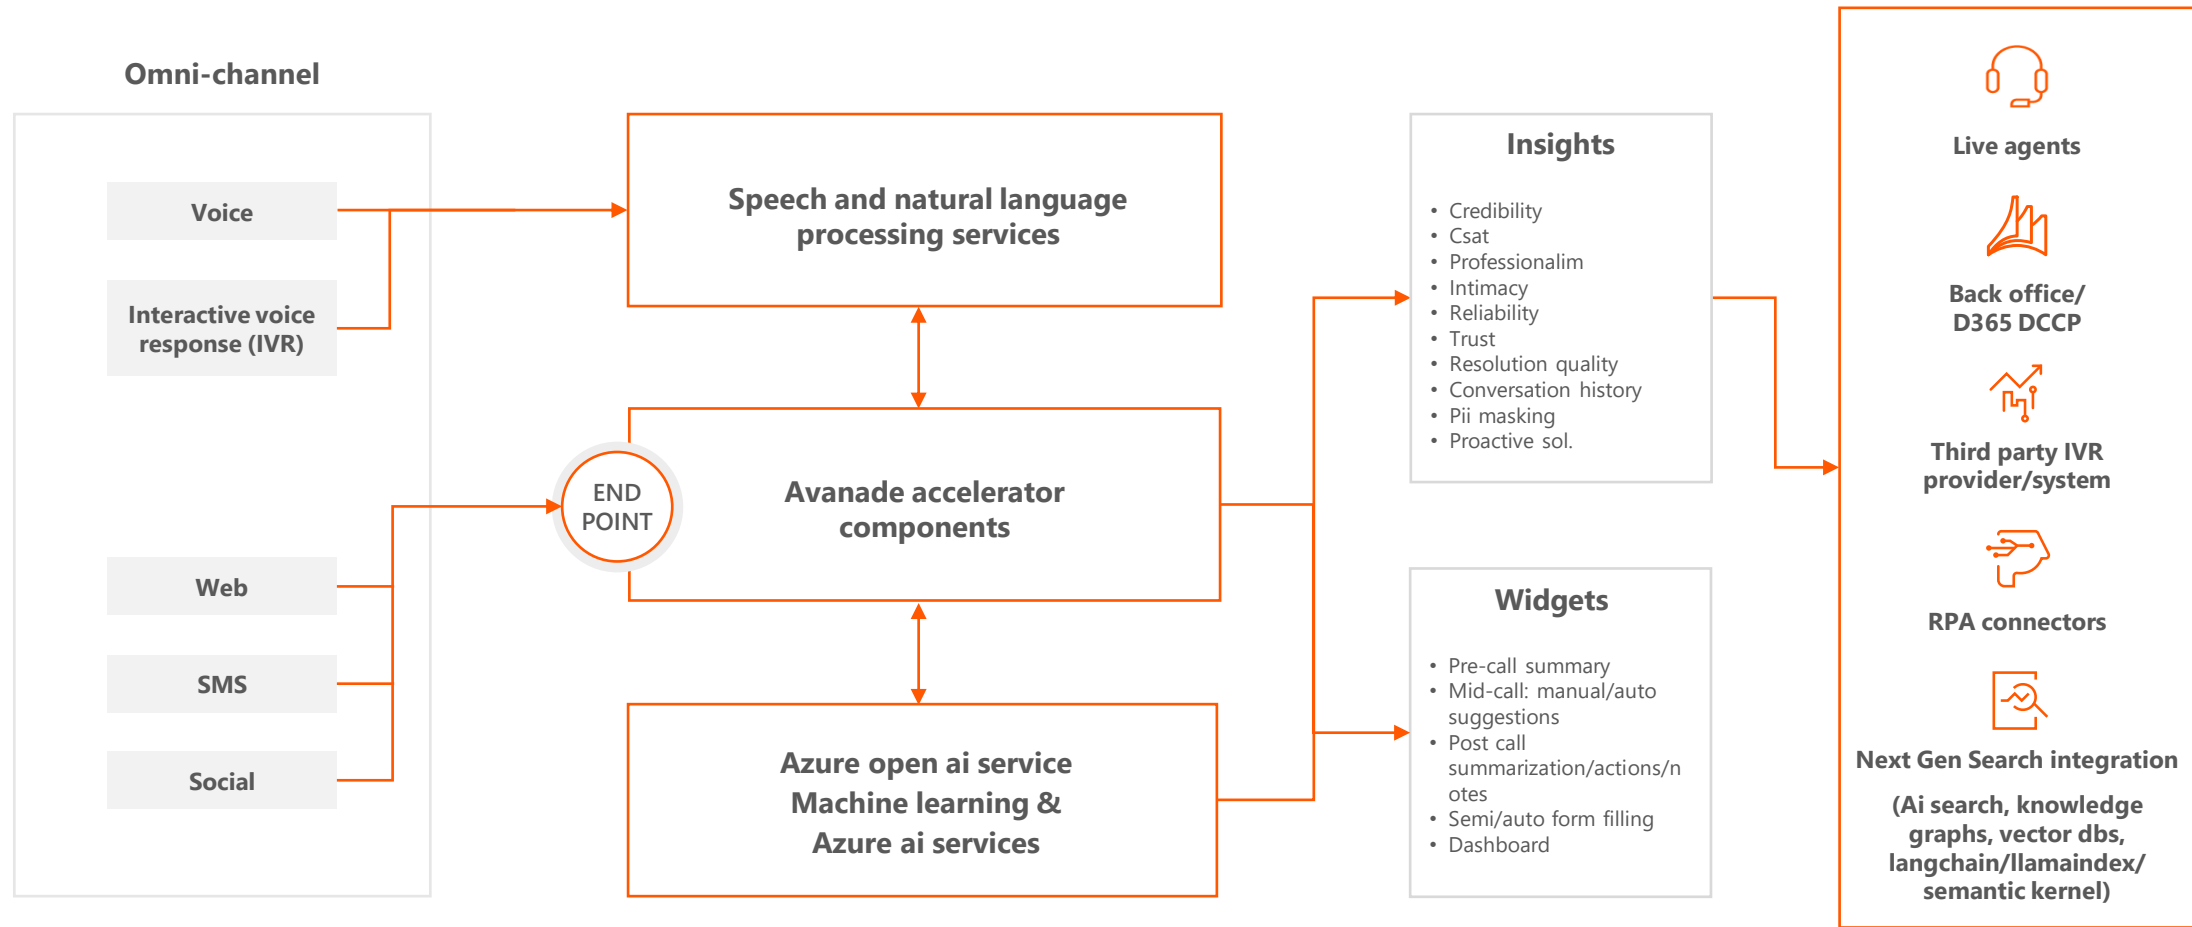 Omni-channel
Voice
Interactive voice
response (IVR)
Web
SMS
Social
Speech and natural language
processing services
END
POINT
Avanade accelerator
components
Azure open ai service
Machine learning &
Azure ai services
Insights
• Credibility
• Csat
• Professionalim
• Intimacy
• Reliability
• Trust
• Resolution quality
• Conversation history
• Pii masking
• Proactive sol.
Widgets
• Pre-call summary
• Mid-call: manual/auto
suggestions
• Post call
summarization/actions/n
otes
• Semi/auto form filling
• Dashboard
Live agents
Back office/
D365 DCCP
Third party IVR
provider/system
RPA connectors
Next Gen Search integration
(Ai search, knowledge
graphs, vector dbs,
langchain/llamaindex/
semantic kernel)